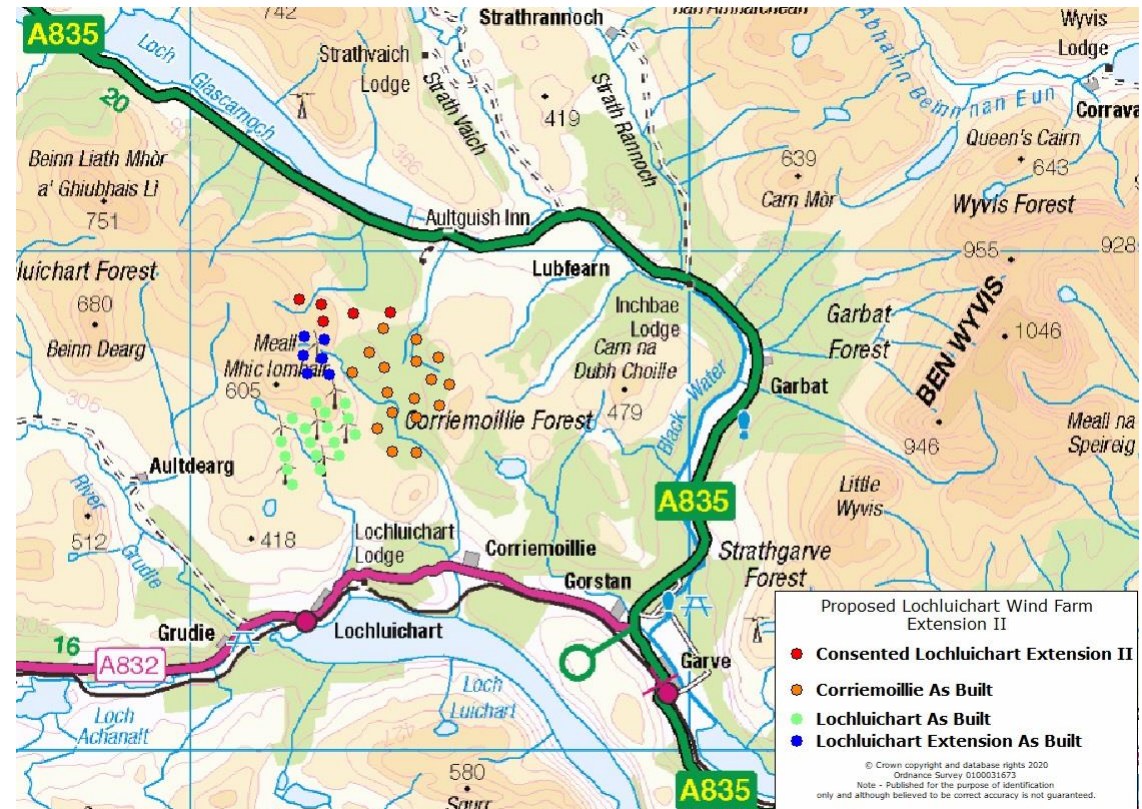 A835
742
Strathrannoch
Wyvis
Lodge
Loch
Glascarnoch
Strathvaich
Lodge
Strath Vaich
Strath Rannoch
Abhainn Beinn nan Eun
20
419
Corrava
Queen's Cairn
643
639
Carn Mòr
Beinn Liath Mhòr
a' Ghiubhais Lì
751
Wyvis Forest
Aultguish Inn
955
928
Lubfearn
luichart Forest
680
Beinn Dearg
Inchbae
Lodge
Garbat
Forest
1046
BEN WYVIS
Meall
Mhic Iomhair
605
Carn na
Dubh Choille
479
Black Water
Garbat
Corriemoillie Forest
946
Meall na
Speireig
Aultdearg
Little
Wyvis
A835
River
Grudie
512
418
Lochluichart
Lodge
Corriemoillie
Strathgarve
Forest
Gorstan
305
16
Grudie
Lochluichart
A832
Garve
Loch
Achanalt
Loch
Luichart
580
Sgurr
A835
Proposed Lochluichart Wind Farm
Extension II
Consented Lochluichart Extension II
Corriemoillie As Built
Lochluichart As Built
Lochluichart Extension As Built
© Crown copyright and database rights 2020
Ordnance Survey 0100031673
Note - Published for the purpose of identification
only and although believed to be correct accuracy is not guaranteed.